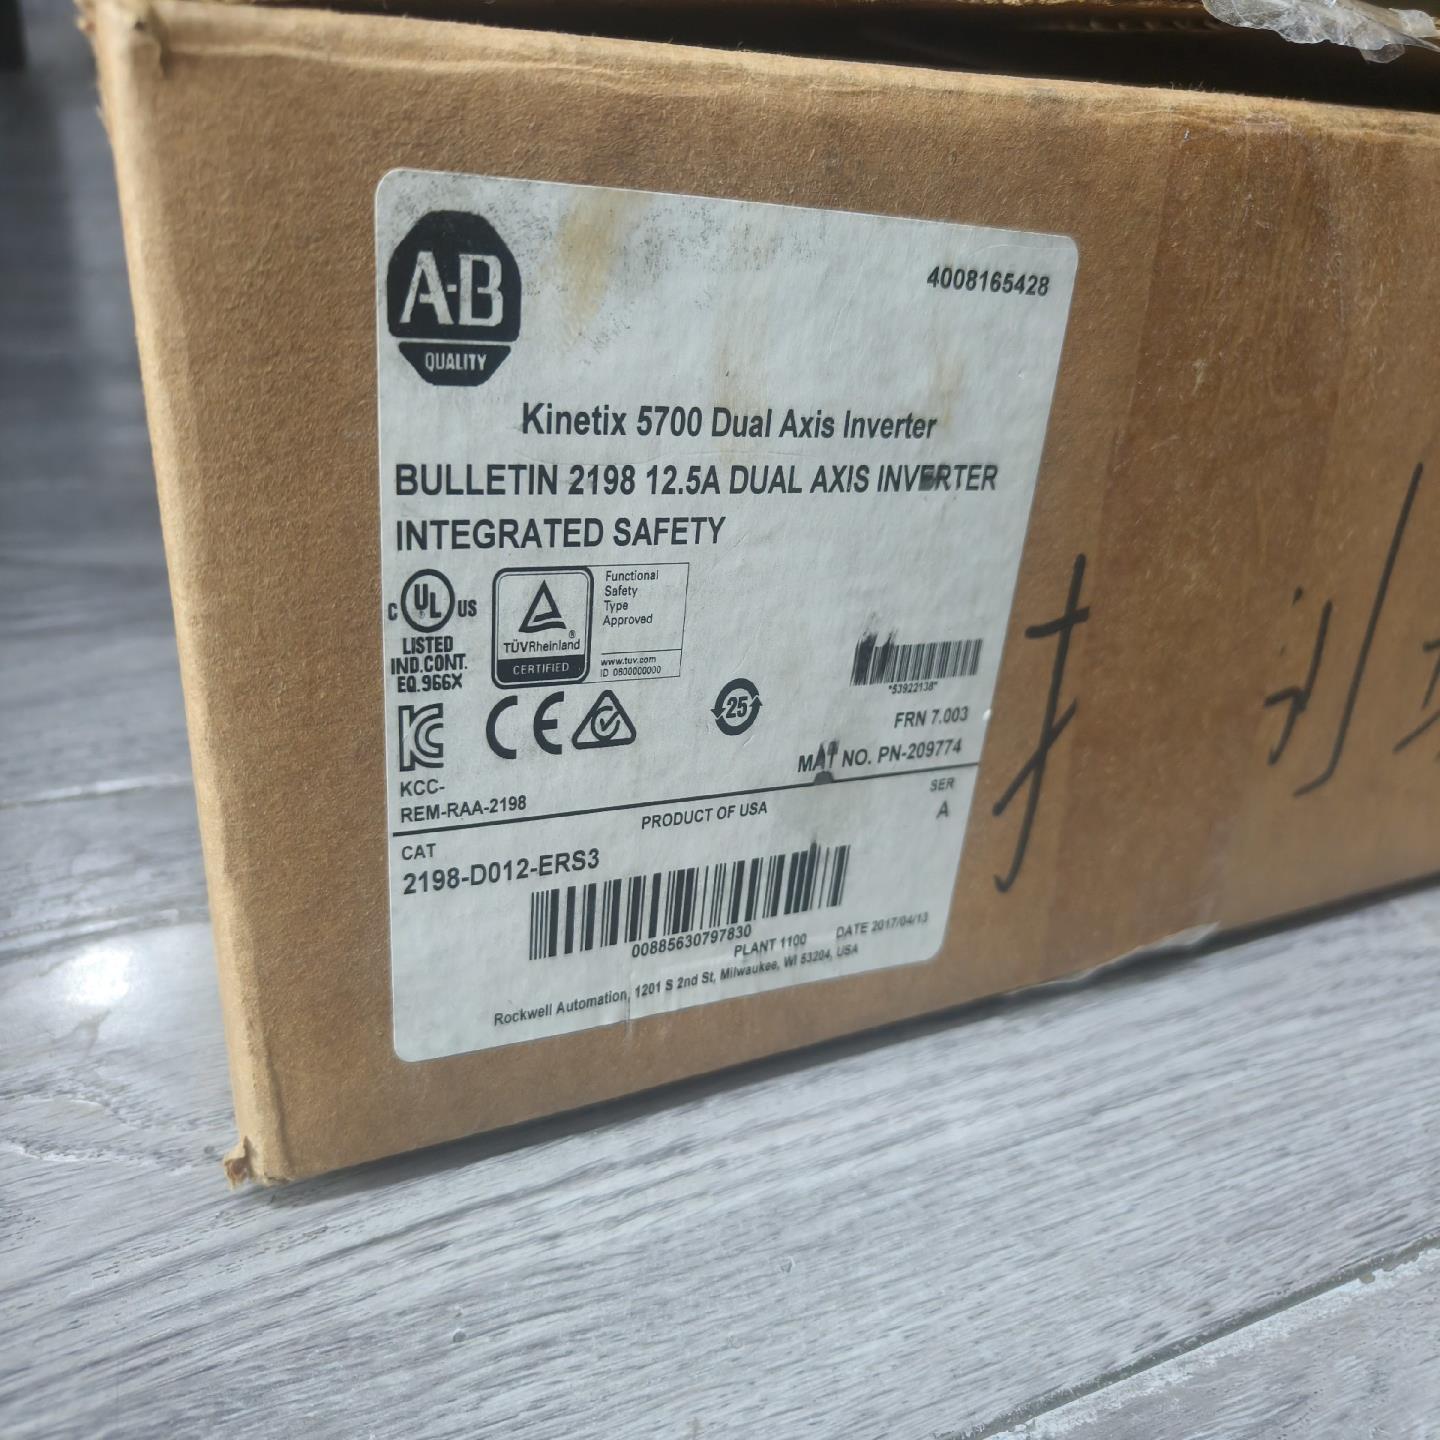 A-B
QUALITY
4008165428
Kinetix 5700 Dual Axis Inverter
BULLETIN 2198 12.5A DUAL AXIS INVERTER
INTEGRATED SAFETY
C UL US
LISTED
IND.CONT.
EQ.966X
TÜVRheinland®
CERTIFIED
Functional
Safety
Type
Approved
www.tuv.com
ID 0600000000
CE
25
*53922138*
FRN 7.003
MAT NO. PN-209774
KCC-
REM-RAA-2198
PRODUCT OF USA
SER
A
CAT
2198-D012-ERS3
00885630797830
PLANT 1100
DATE 2017/04/13
Rockwell Automation, 1201 S 2nd St, Milwaukee, WI 53204, USA